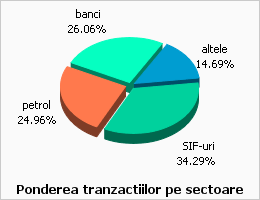 banci
26.06%
altele
14.69%
petrol
24.96%
SIF-uri
34.29%
Ponderea tranzactiilor pe sectoare